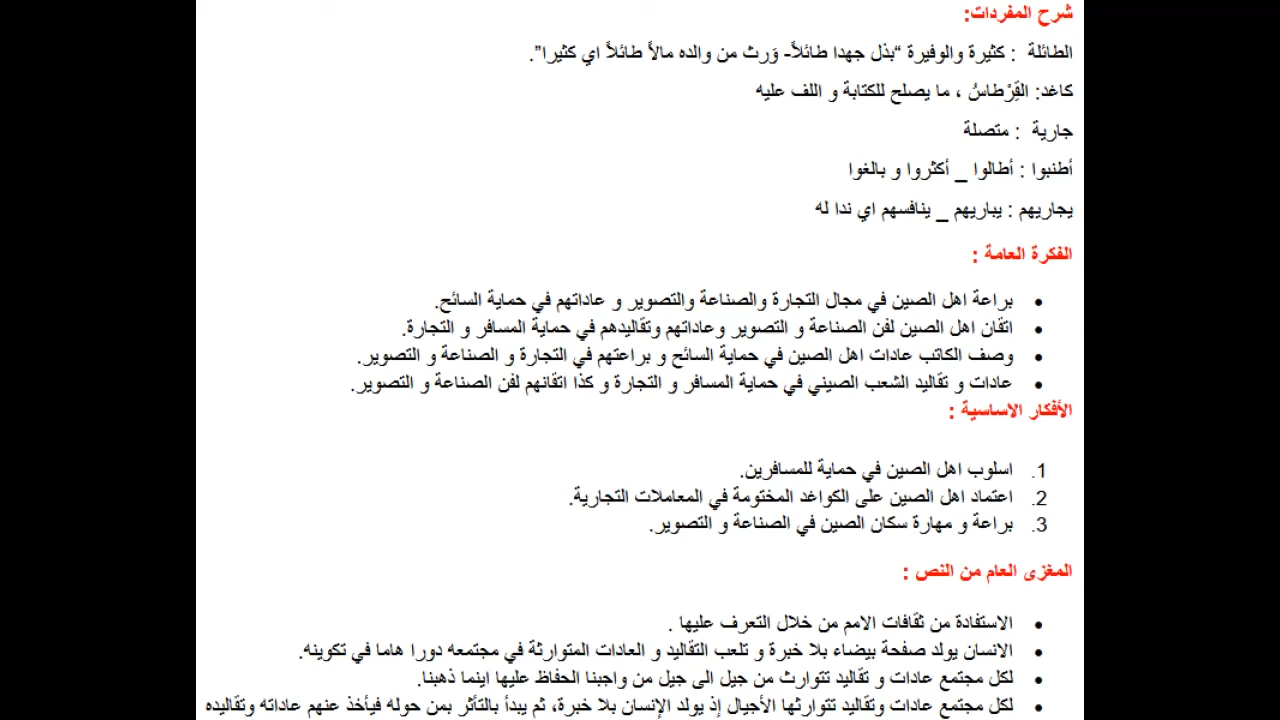 شرح المفردات:
الطائلة : كثيرة والوفيرة “بذل جهدا طائلاً- وَرث من والده مالاً طائلاً اي كثيرا”.
كاغد: القِرْطاسُ ، ما يصلح للكتابة و اللف عليه
جارية : متصلة
أطنبوا : أطالوا _ أكثروا و بالغوا
يجاريهم : يباريهم _ ينافسهم اي ندا له
الفكرة العامة :
• براعة اهل الصين في مجال التجارة والصناعة والتصوير و عاداتهم في حماية السائح.
• اتقان اهل الصين لفن الصناعة و التصوير وعاداتهم وتقاليدهم في حماية المسافر و التجارة.
• وصف الكاتب عادات اهل الصين في حماية السائح و براعتهم في التجارة و الصناعة و التصوير.
• عادات و تقاليد الشعب الصيني في حماية المسافر و التجارة و كذا اتقانهم لفن الصناعة و التصوير.
الأفكار الاساسية :
1. اسلوب اهل الصين في حماية للمسافرين.
2. اعتماد اهل الصين على الكواغد المختومة في المعاملات التجارية.
3. براعة و مهارة سكان الصين في الصناعة و التصوير.
المغزى العام من النص :
• الاستفادة من ثقافات الامم من خلال التعرف عليها .
• الانسان يولد صفحة بيضاء بلا خبرة و تلعب التقاليد و العادات المتوارثة في مجتمعه دورا هاما في تكوينه.
• لكل مجتمع عادات و تقاليد تتوارث من جيل الى جيل من واجبنا الحفاظ عليها اينما ذهبنا.
• لكل مجتمع عادات وتقاليد تتوارثها الأجيال إذ يولد الإنسان بلا خبرة، ثم يبدأ بالتأثر بمن حوله فيأخذ عنهم عاداته وتقاليده